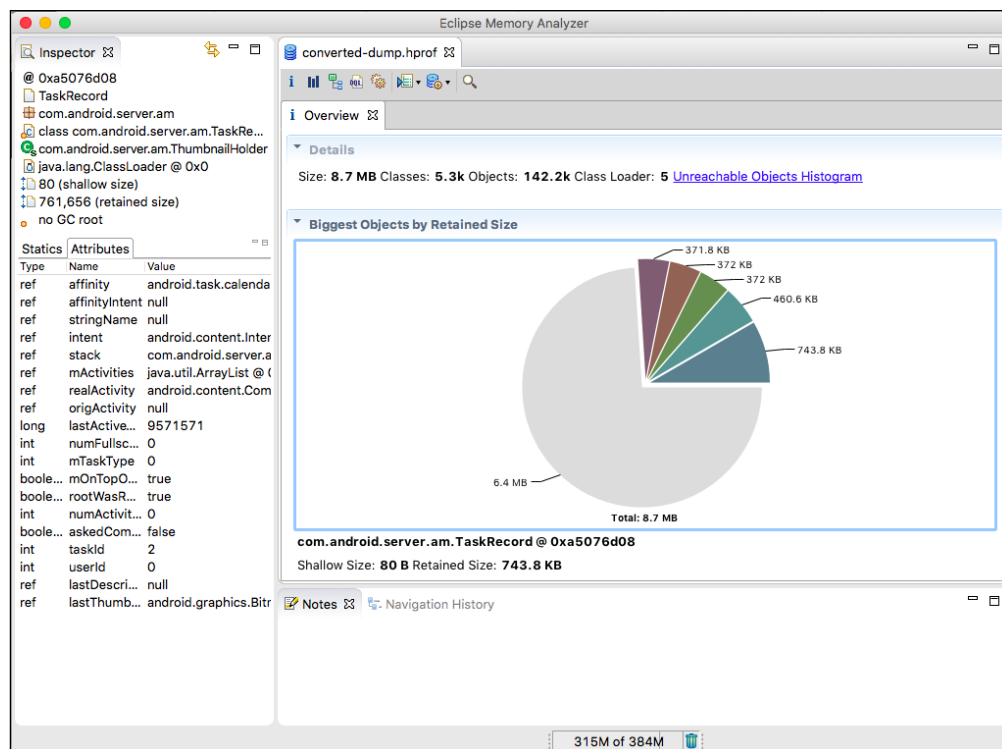 Eclipse Memory Analyzer
Inspector
@ 0xa5076d08
TaskRecord
com.android.server.am
class com.android.server.am.TaskRe...
com.android.server.am.ThumbnailHolder
java.lang.ClassLoader @ 0x0
80 (shallow size)
761,656 (retained size)
no GC root
Statics Attributes
Type Name Value
ref affinity android.task.calenda
ref affinityIntent null
ref stringName null
ref intent android.content.Inter
ref stack com.android.server.a
ref mActivities java.util.ArrayList @ (
ref realActivity android.content.Com
ref origActivity null
long lastActive... 9571571
int numFullsc... 0
int mTaskType 0
boole... mOnTopO... true
boole... rootWasR... true
int numActivit... 0
boole... askedCom... false
int taskId 2
int userId 0
ref lastDescri... null
ref lastThumb... android.graphics.Bitr
converted-dump.hprof
i OQL
i Overview
Details
Size: 8.7 MB Classes: 5.3k Objects: 142.2k Class Loader: 5 Unreachable Objects Histogram
Biggest Objects by Retained Size
371.8 KB
372 KB
372 KB
460.6 KB
743.8 KB
6.4 MB
Total: 8.7 MB
com.android.server.am.TaskRecord @ 0xa5076d08
Shallow Size: 80 B Retained Size: 743.8 KB
Notes Navigation History
315M of 384M